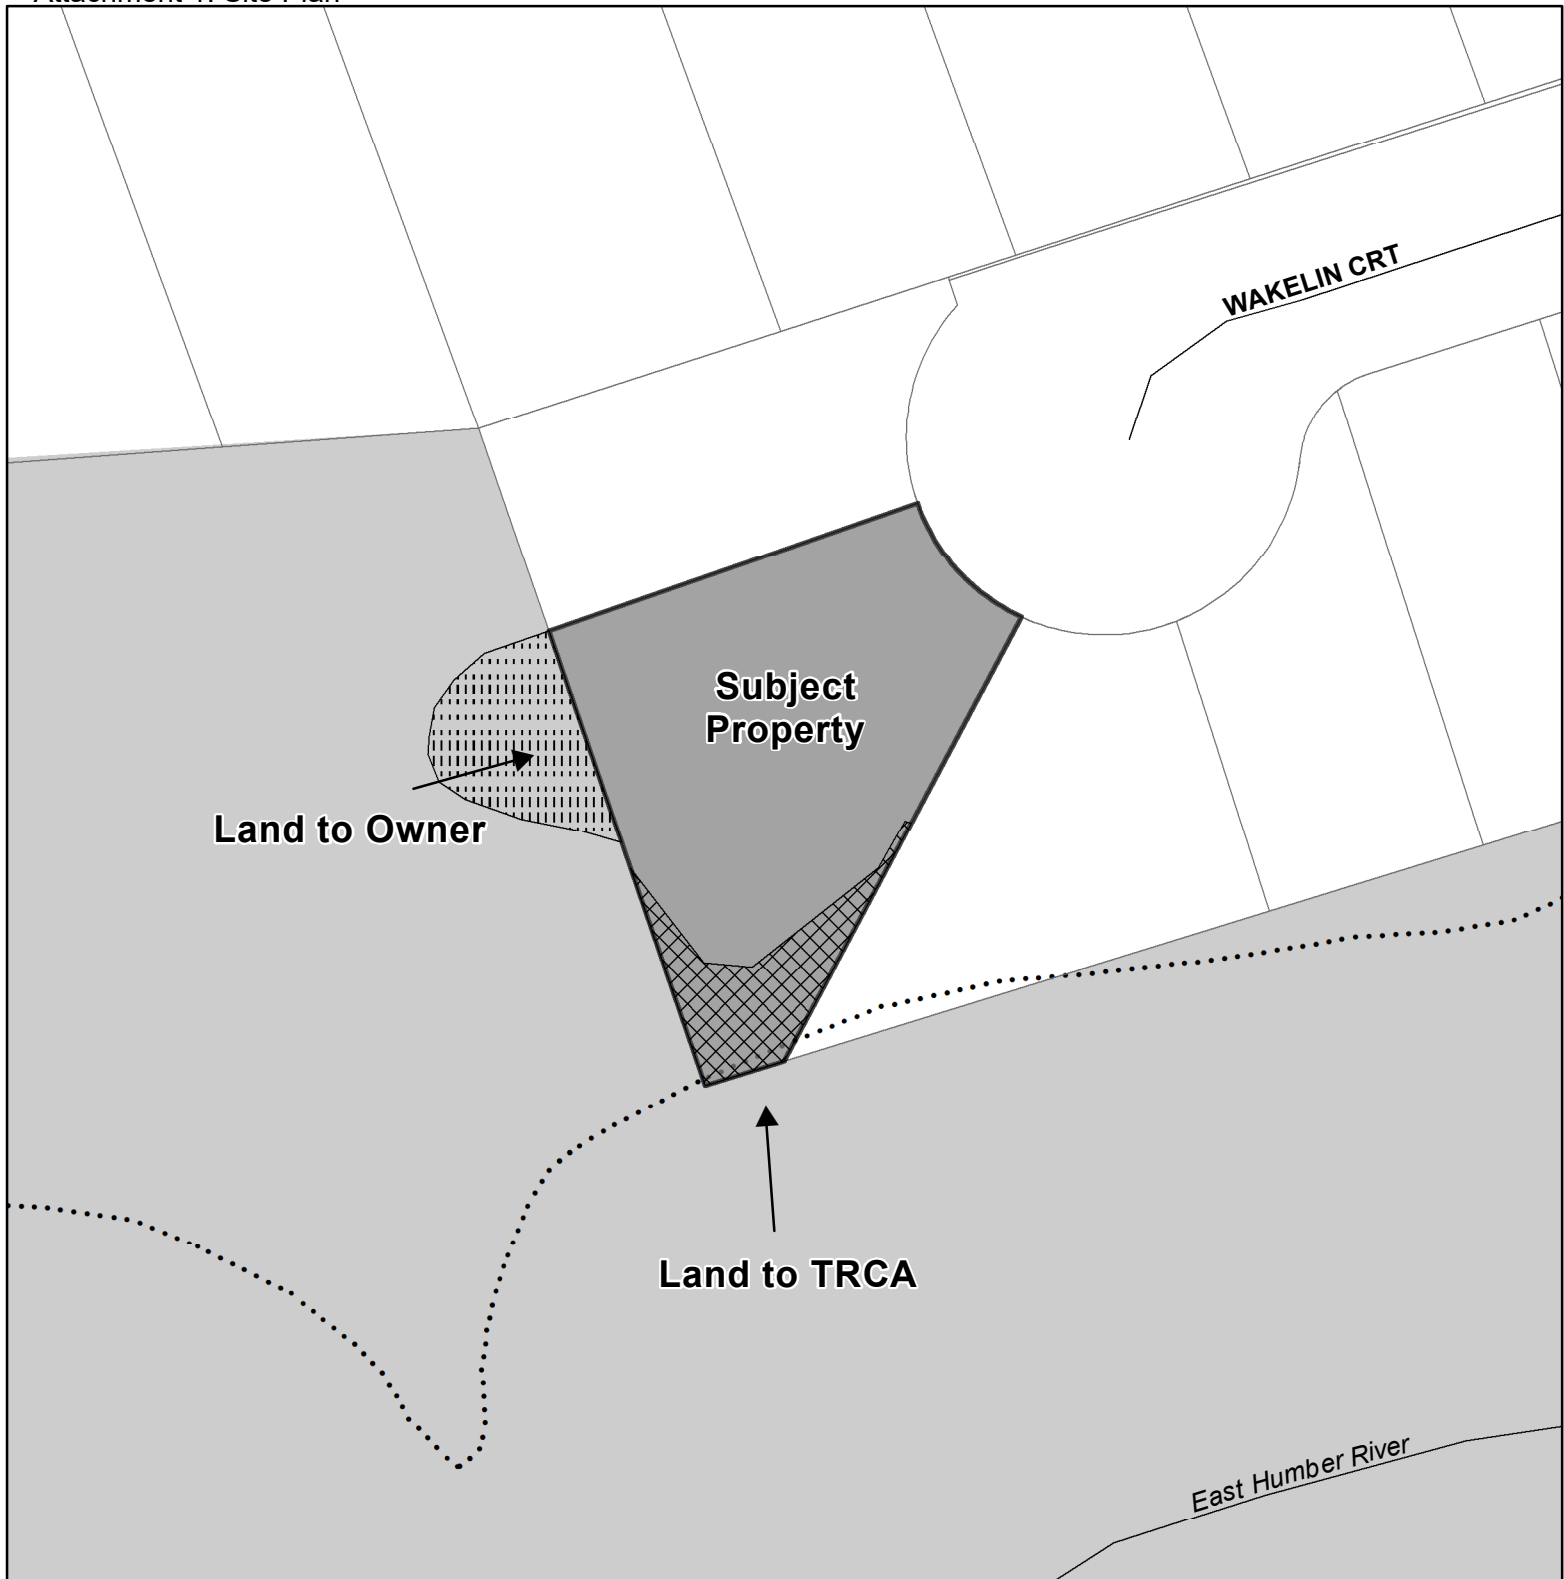 Attachment 1: Site Plan
WAKELIN CRT
Subject
Property
Land to Owner
Land to TRCA
East Humber River